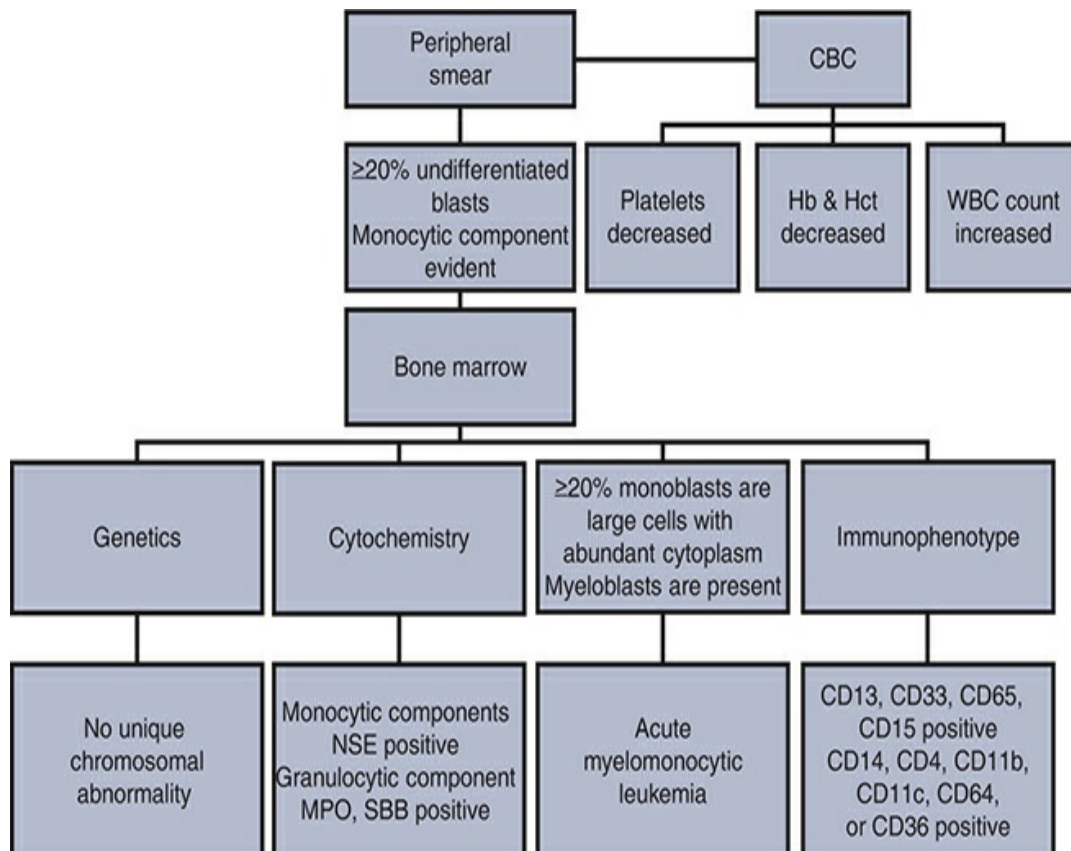 Peripheral
smear
CBC
≥20% undifferentiated
blasts
Monocytic component
evident
Platelets
decreased
Hb & Hct
decreased
WBC count
increased
Bone marrow
Genetics
Cytochemistry
≥20% monoblasts are
large cells with
abundant cytoplasm
Myeloblasts are present
Immunophenotype
No unique
chromosomal
abnormality
Monocytic components
NSE positive
Granulocytic component
MPO, SBB positive
Acute
myelomonocytic
leukemia
CD13, CD33, CD65,
CD15 positive
CD14, CD4, CD11b,
CD11c, CD64,
or CD36 positive